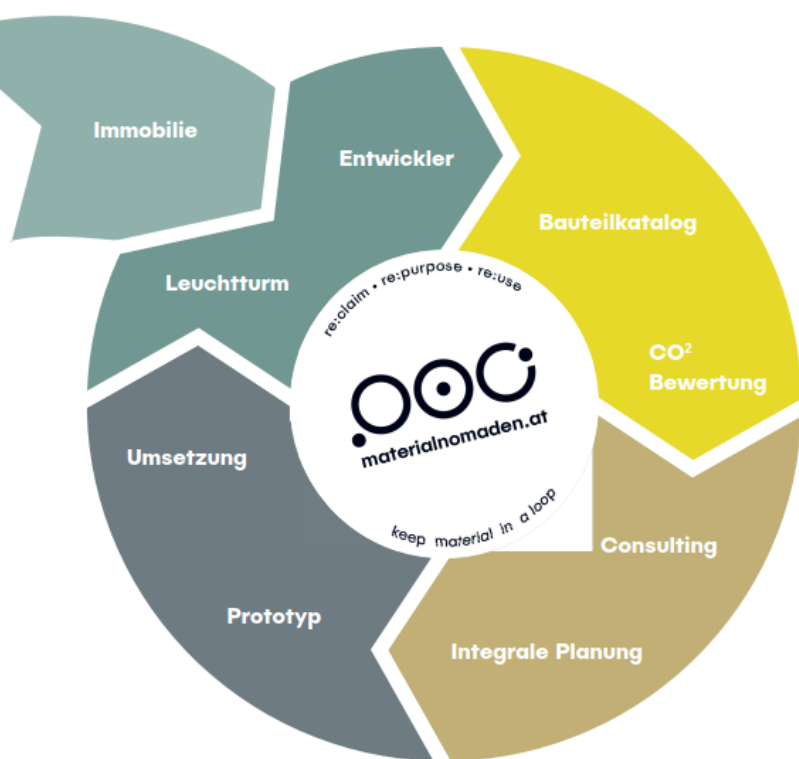 Immobilie
Entwickler
Bauteilkatalog
Leuchtturm
re:claim • re:purpose • re:use
CO²
Bewertung
materialnomaden.at
Umsetzung
keep material in a loop
Consulting
Prototyp
Integrale Planung